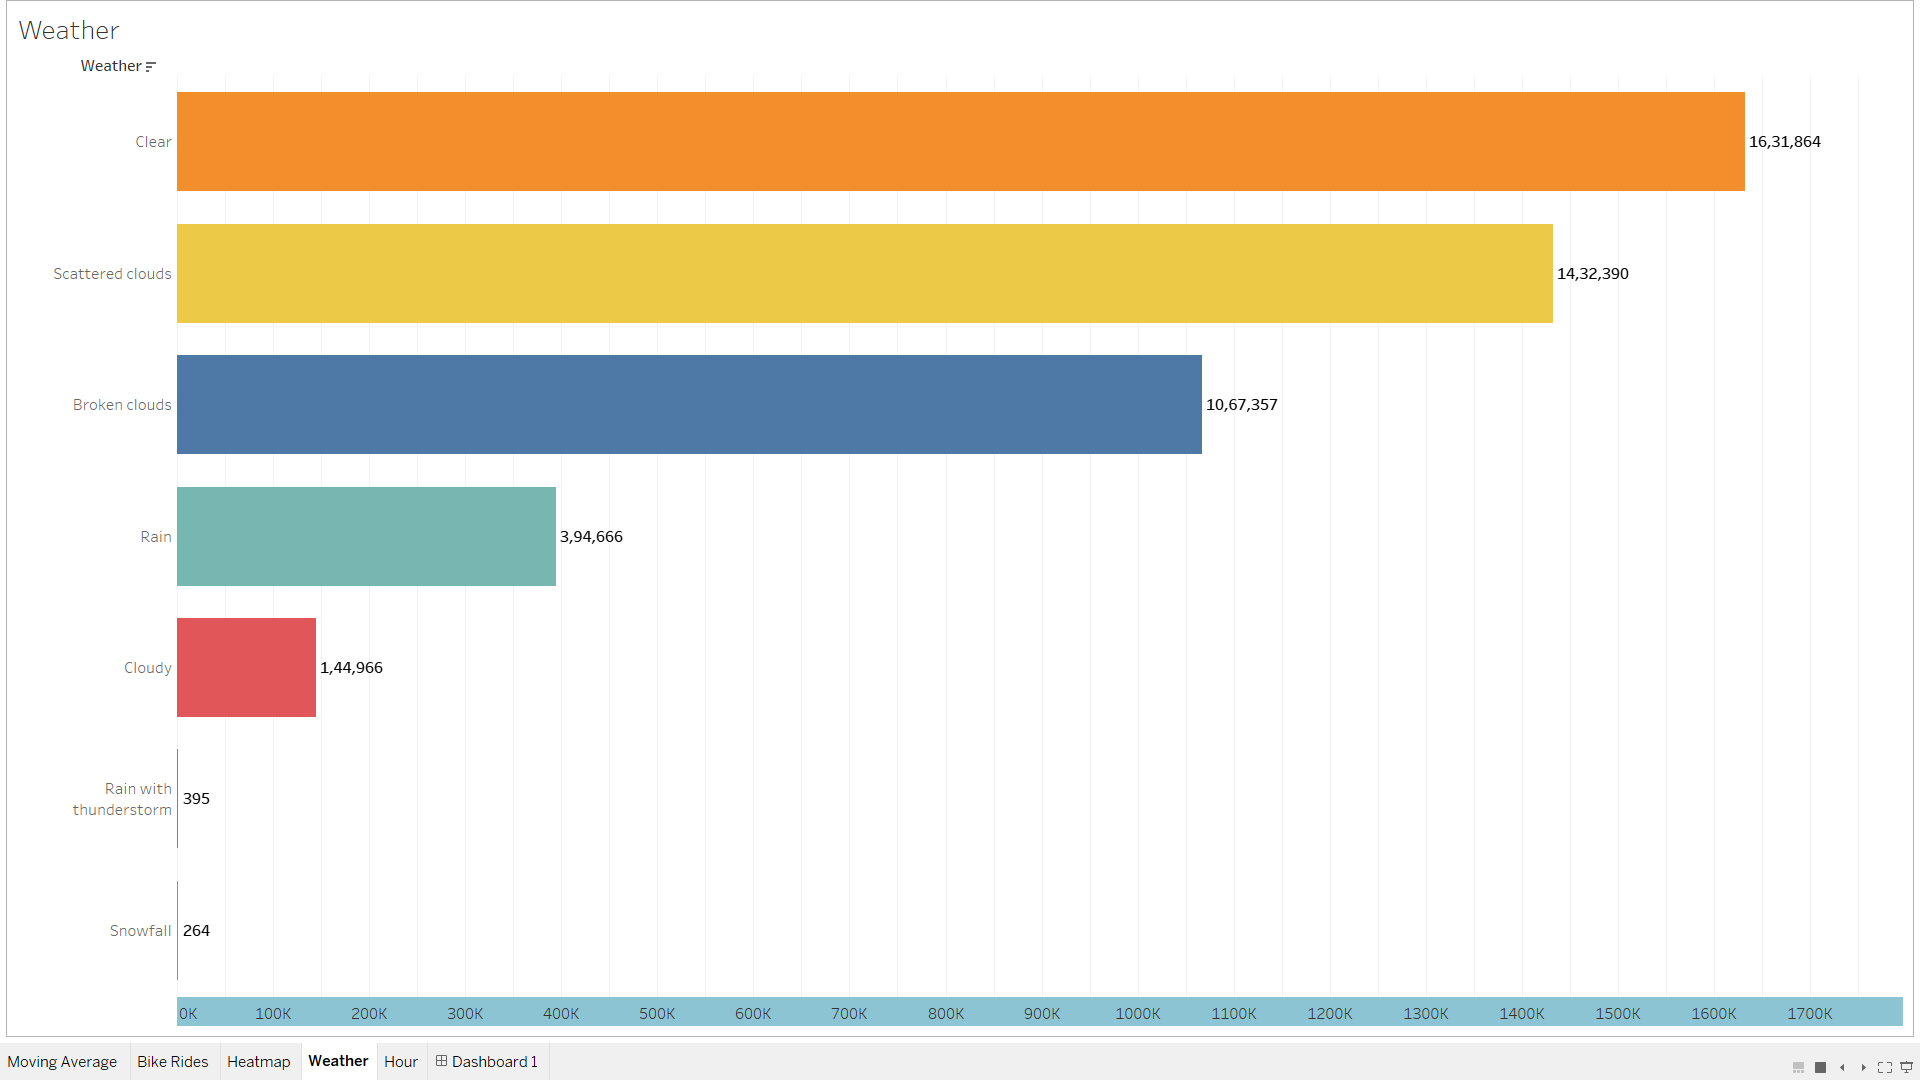 Weather
Weather
Clear
16,31,864
Scattered clouds
14,32,390
Broken clouds
10,67,357
Rain
3,94,666
Cloudy
1,44,966
Rain with
thunderstorm
395
Snowfall
264
0K 100K 200K 300K 400K 500K 600K 700K 800K 900K 1000K 1100K 1200K 1300K 1400K 1500K 1600K 1700K
Moving Average Bike Rides Heatmap Weather Hour Dashboard 1